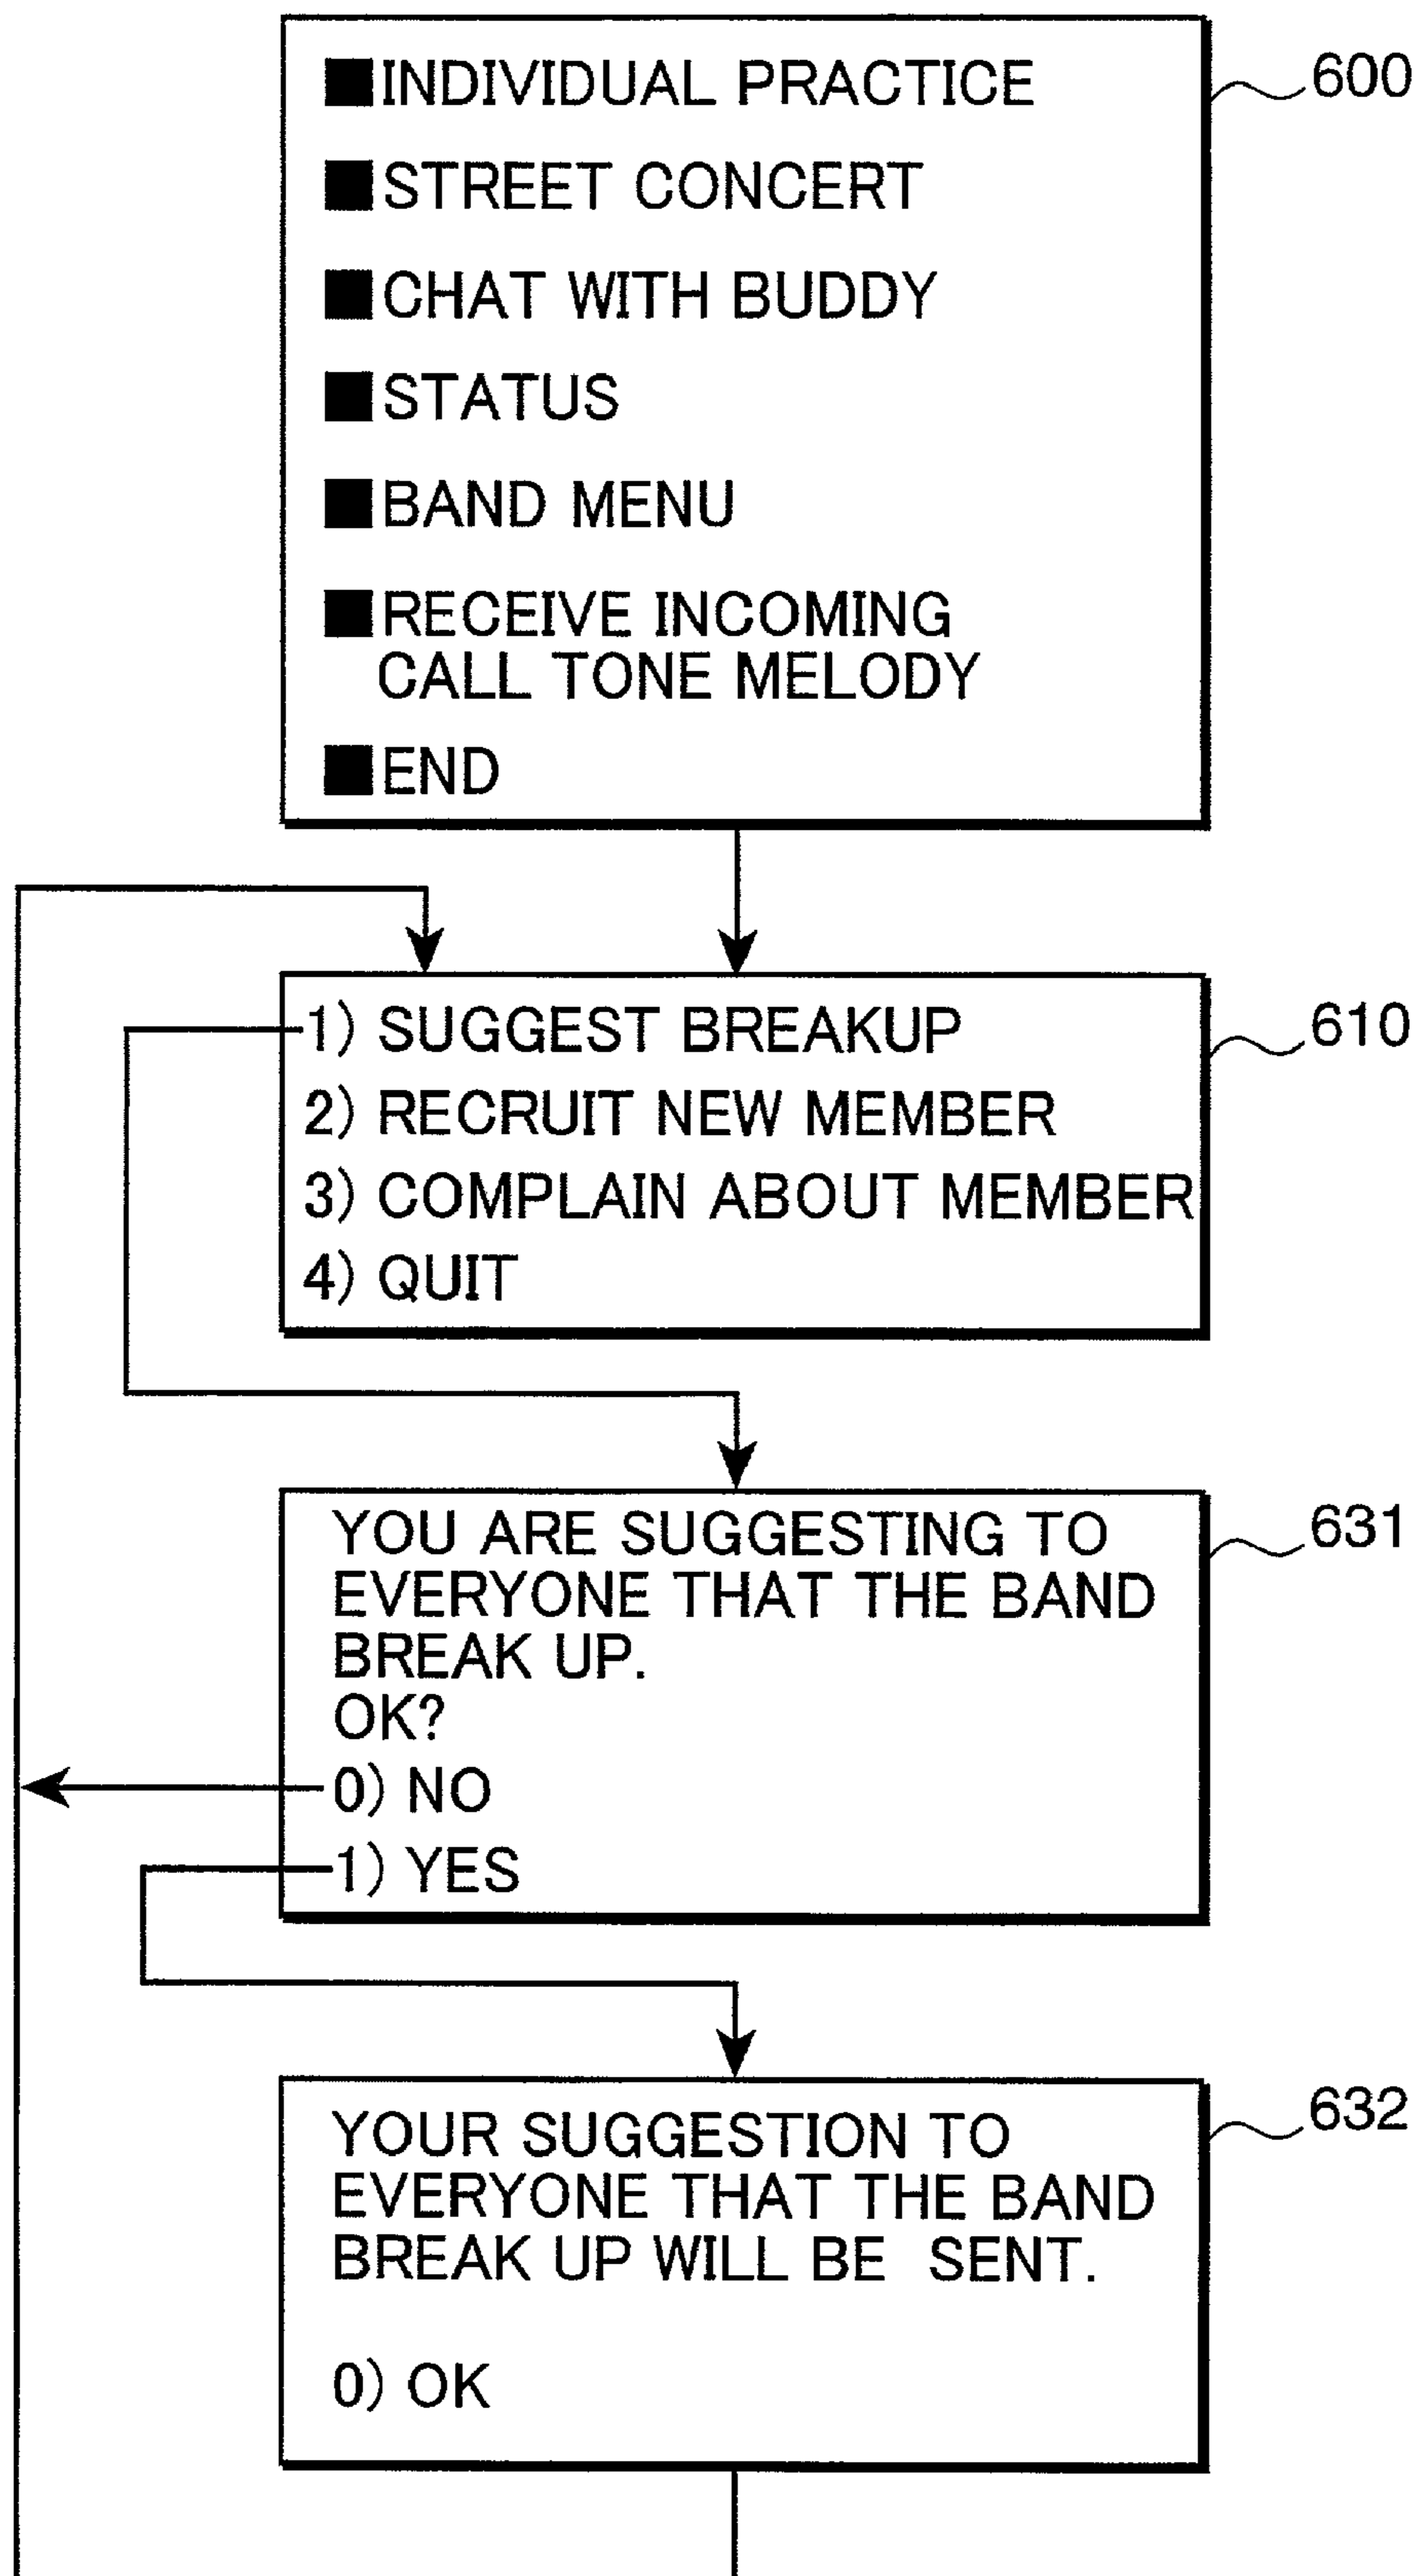 ■INDIVIDUAL PRACTICE
600
■STREET CONCERT
■CHAT WITH BUDDY
■STATUS
■BAND MENU
■RECEIVE INCOMING
CALL TONE MELODY
■END
1) SUGGEST BREAKUP
610
2) RECRUIT NEW MEMBER
3) COMPLAIN ABOUT MEMBER
4) QUIT
YOU ARE SUGGESTING TO
631
EVERYONE THAT THE BAND
BREAK UP.
OK?
0) NO
1) YES
YOUR SUGGESTION TO
632
EVERYONE THAT THE BAND
BREAK UP WILL BE SENT.
0) OK